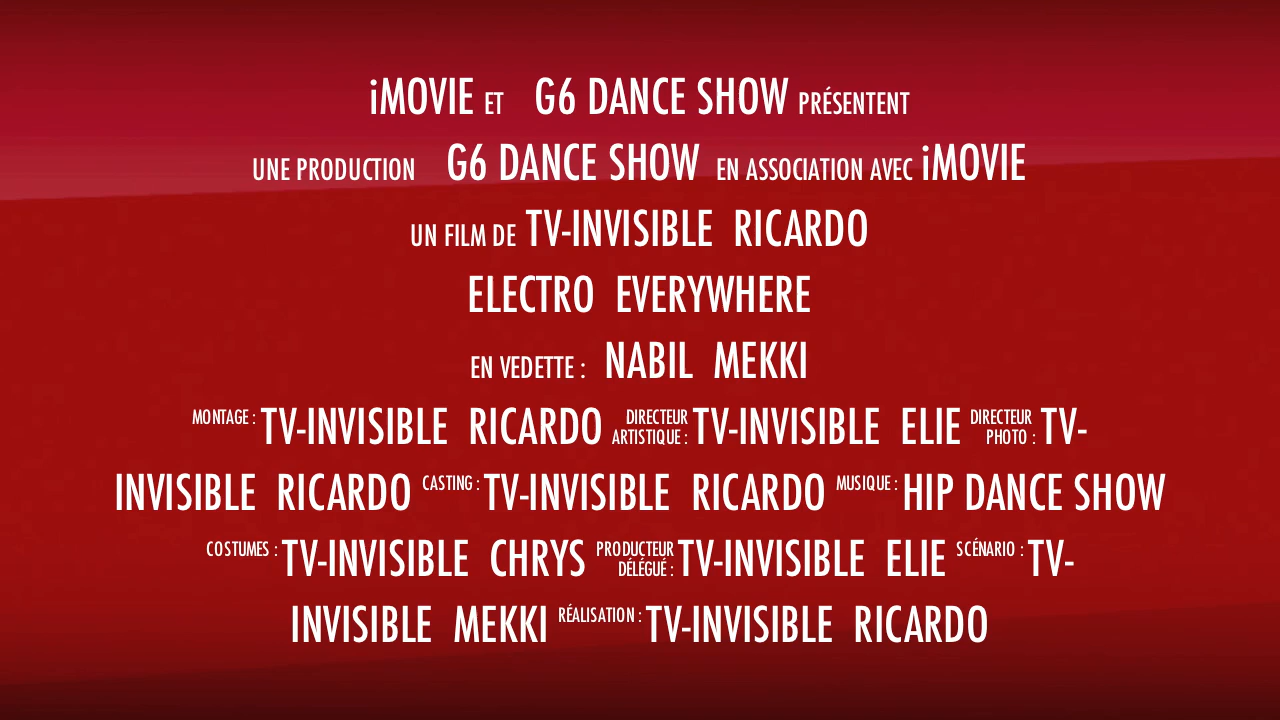 iMOVIE ET G6 DANCE SHOW PRÉSENTENT
UNE PRODUCTION G6 DANCE SHOW EN ASSOCIATION AVEC iMOVIE
UN FILM DE TV-INVISIBLE RICARDO
ELECTRO EVERYWHERE
EN VEDETTE : NABIL MEKKI
MONTAGE : TV-INVISIBLE RICARDO DIRECTEUR ARTISTIQUE : TV-INVISIBLE ELIE DIRECTEUR PHOTO : TV-
INVISIBLE RICARDO CASTING : TV-INVISIBLE RICARDO MUSIQUE : HIP DANCE SHOW
COSTUMES : TV-INVISIBLE CHRYS PRODUCTEUR DÉLÉGUÉ : TV-INVISIBLE ELIE SCÉNARIO : TV-
INVISIBLE MEKKI RÉALISATION : TV-INVISIBLE RICARDO